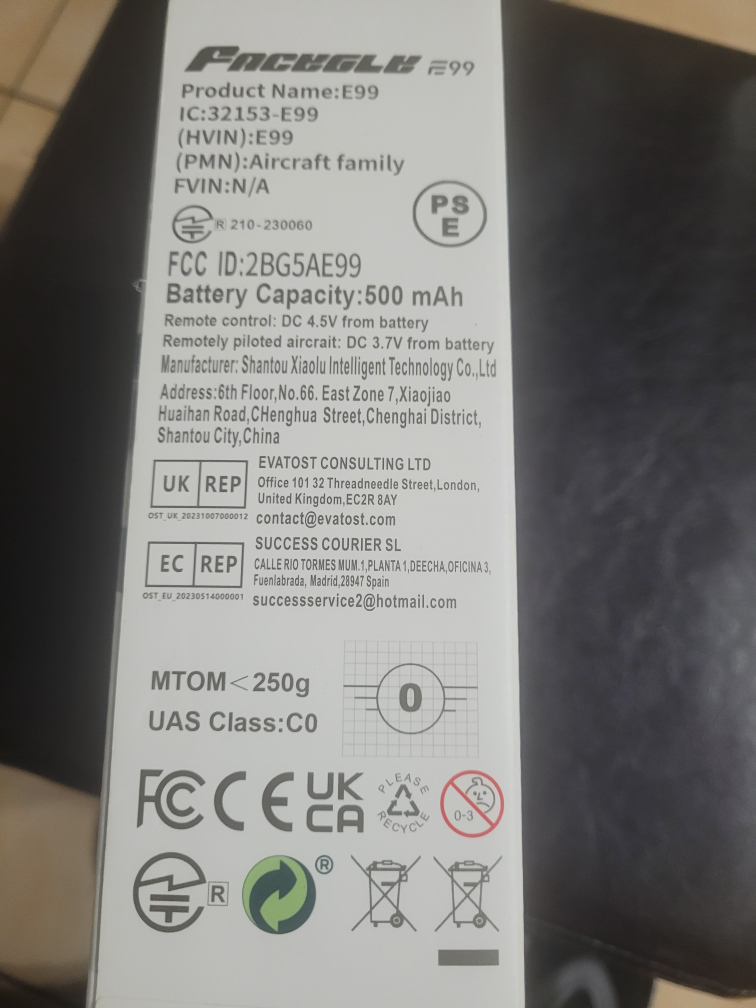 FACEGLE E99
Product Name:E99
IC:32153-E99
(HVIN):E99
(PMN):Aircraft family
FVIN:N/A
R 210-230060
PS
E
FCC ID:2BG5AE99
Battery Capacity:500 mAh
Remote control: DC 4.5V from battery
Remotely piloted aircrait: DC 3.7V from battery
Manufacturer: Shantou Xiaolu Intelligent Technology Co.,Ltd
Address:6th Floor,No.66. East Zone 7,Xiaojiao
Huaihan Road,CHenghua Street,Chenghai District,
Shantou City,China
UK REP
OST_UK_20231007000012
EVATOST CONSULTING LTD
Office 101 32 Threadneedle Street,London,
United Kingdom,EC2R 8AY
contact@evatost.com
EC REP
OST_EU_20230514000001
SUCCESS COURIER SL
CALLE RIO TORMES MUM.1,PLANTA 1,DEECHA,OFICINA 3,
Fuenlabrada, Madrid,28947 Spain
successservice2@hotmail.com
MTOM<250g
UAS Class:C0
0
FC CE UK
CA
PLEASE
RECYCLE
0-3
R
®